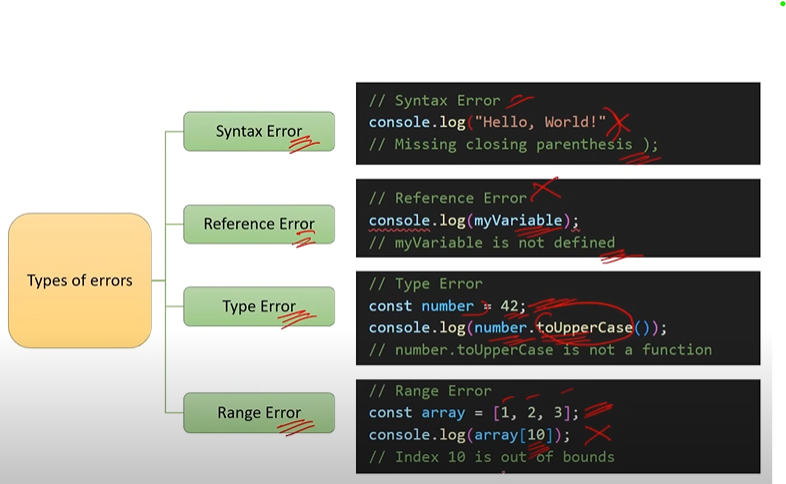 Types of errors
Syntax Error
// Syntax Error
console.log("Hello, World!"
// Missing closing parenthesis );
Reference Error
// Reference Error
console.log(myVariable);
// myVariable is not defined
Type Error
// Type Error
const number = 42;
console.log(number.toUpperCase());
// number.toUpperCase is not a function
Range Error
// Range Error
const array = [1, 2, 3];
console.log(array[10]);
// Index 10 is out of bounds